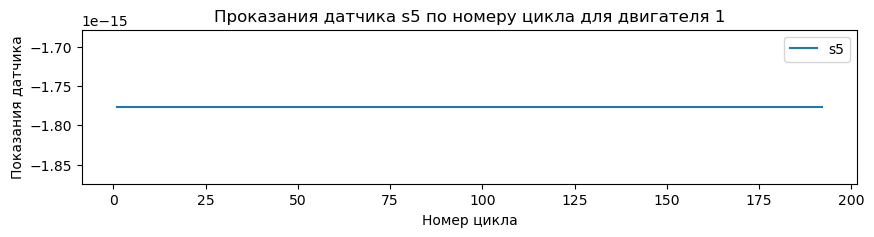 Проказания датчика s5 по номеру цикла для двигателя 1
1e−15
−1.70
−1.75
−1.80
−1.85
Показания датчика
s5
0 25 50 75 100 125 150 175 200
Номер цикла